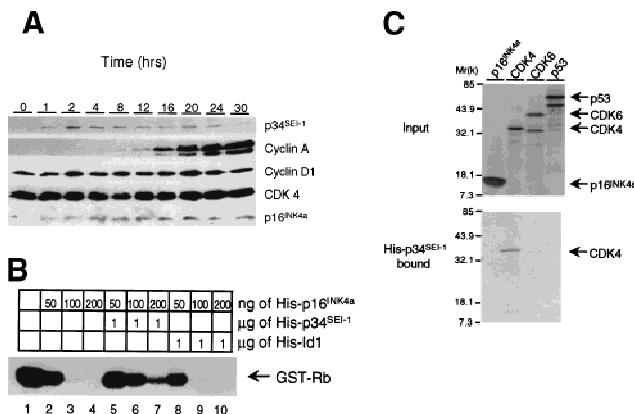 A
Time (hrs)
0 1 2 4 8 12 16 20 24 30
p34SEI-1
Cyclin A
Cyclin D1
CDK 4
p16INK4a
B
50 100 200 50 100 200 50 100 200 ng of His-p16INK4a
1 1 1 μg of His-p34SEI-1
1 1 1 μg of His-Id1
GST-Rb
1 2 3 4 5 6 7 8 9 10
C
p16INK4a CDK4 CDK6 p53
Mr(k)
85
p53
43.9
CDK6
Input
32.1
CDK4
18.1
p16INK4a
7.3
85
43.9
His-p34SEI-1
bound
CDK4
32.1
18.1
7.3